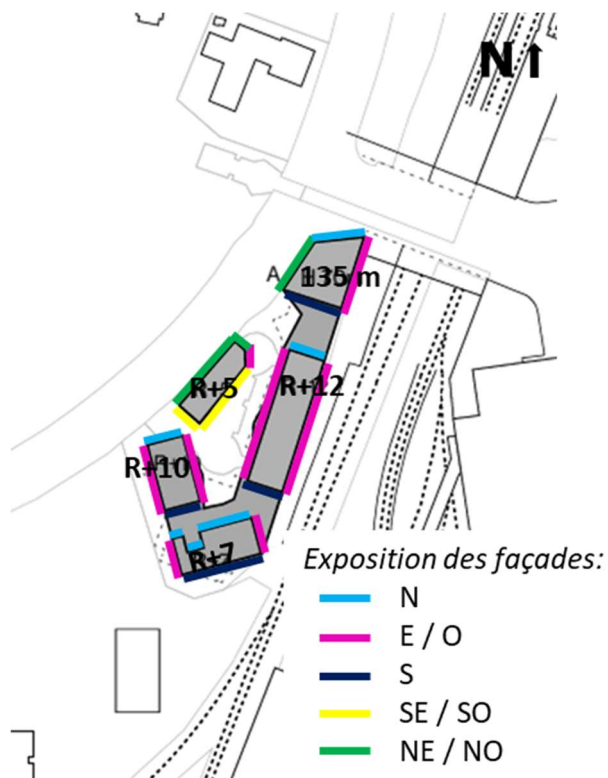 N
A 135 m
R+5
R+12
R+10
R+7
Exposition des façades:
N
E / O
S
SE / SO
NE / NO